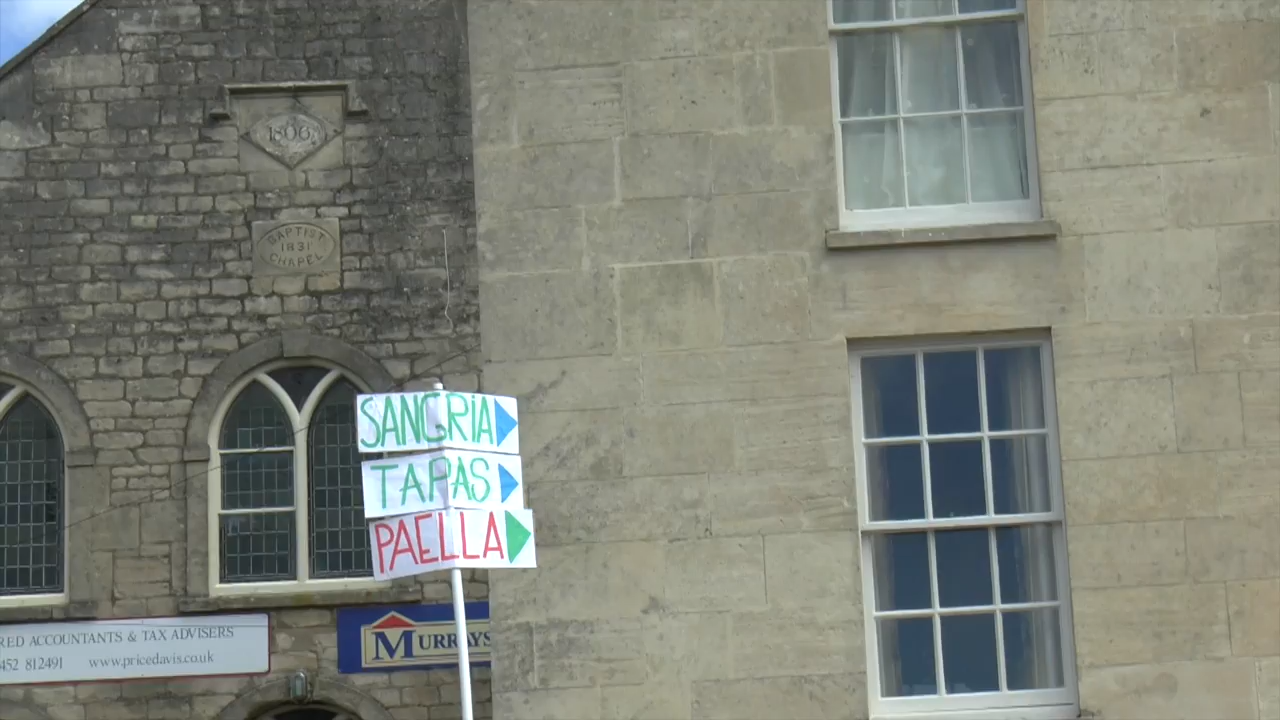 1806
BAPTIST
1831
CHAPEL
SANGRIA
TAPAS
PAELLA
RED ACCOUNTANTS & TAX ADVISERS
452 812491 www.pricedavis.co.uk
MURRAYS